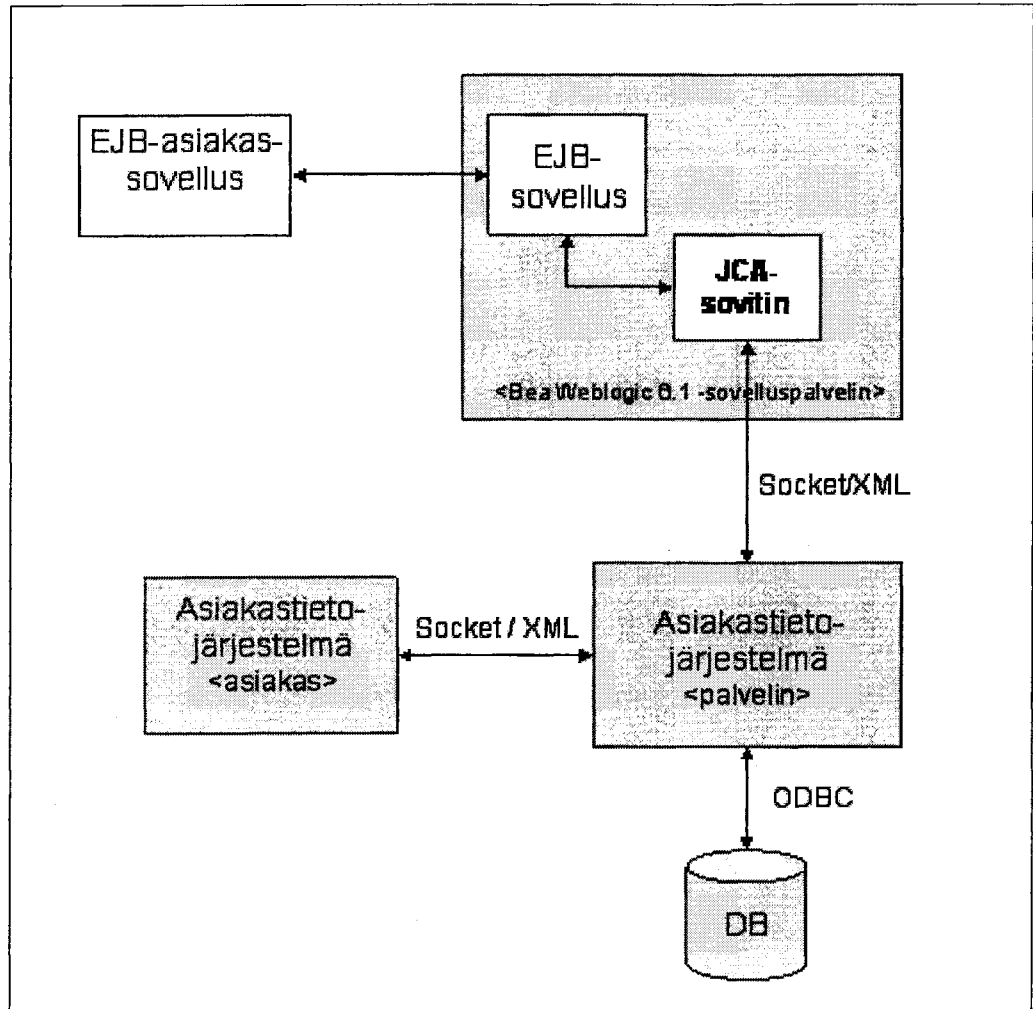 EJB-asiakas-
sovellus
EJB-
sovellus
JCA-
sovitin
<Bea Weblogic 6.1 -sovelluspalvelin>
Socket/XML
Asiakastieto-
järjestelmä
<asiakas>
Socket / XML
Asiakastieto-
järjestelmä
<palvelin>
ODBC
DB